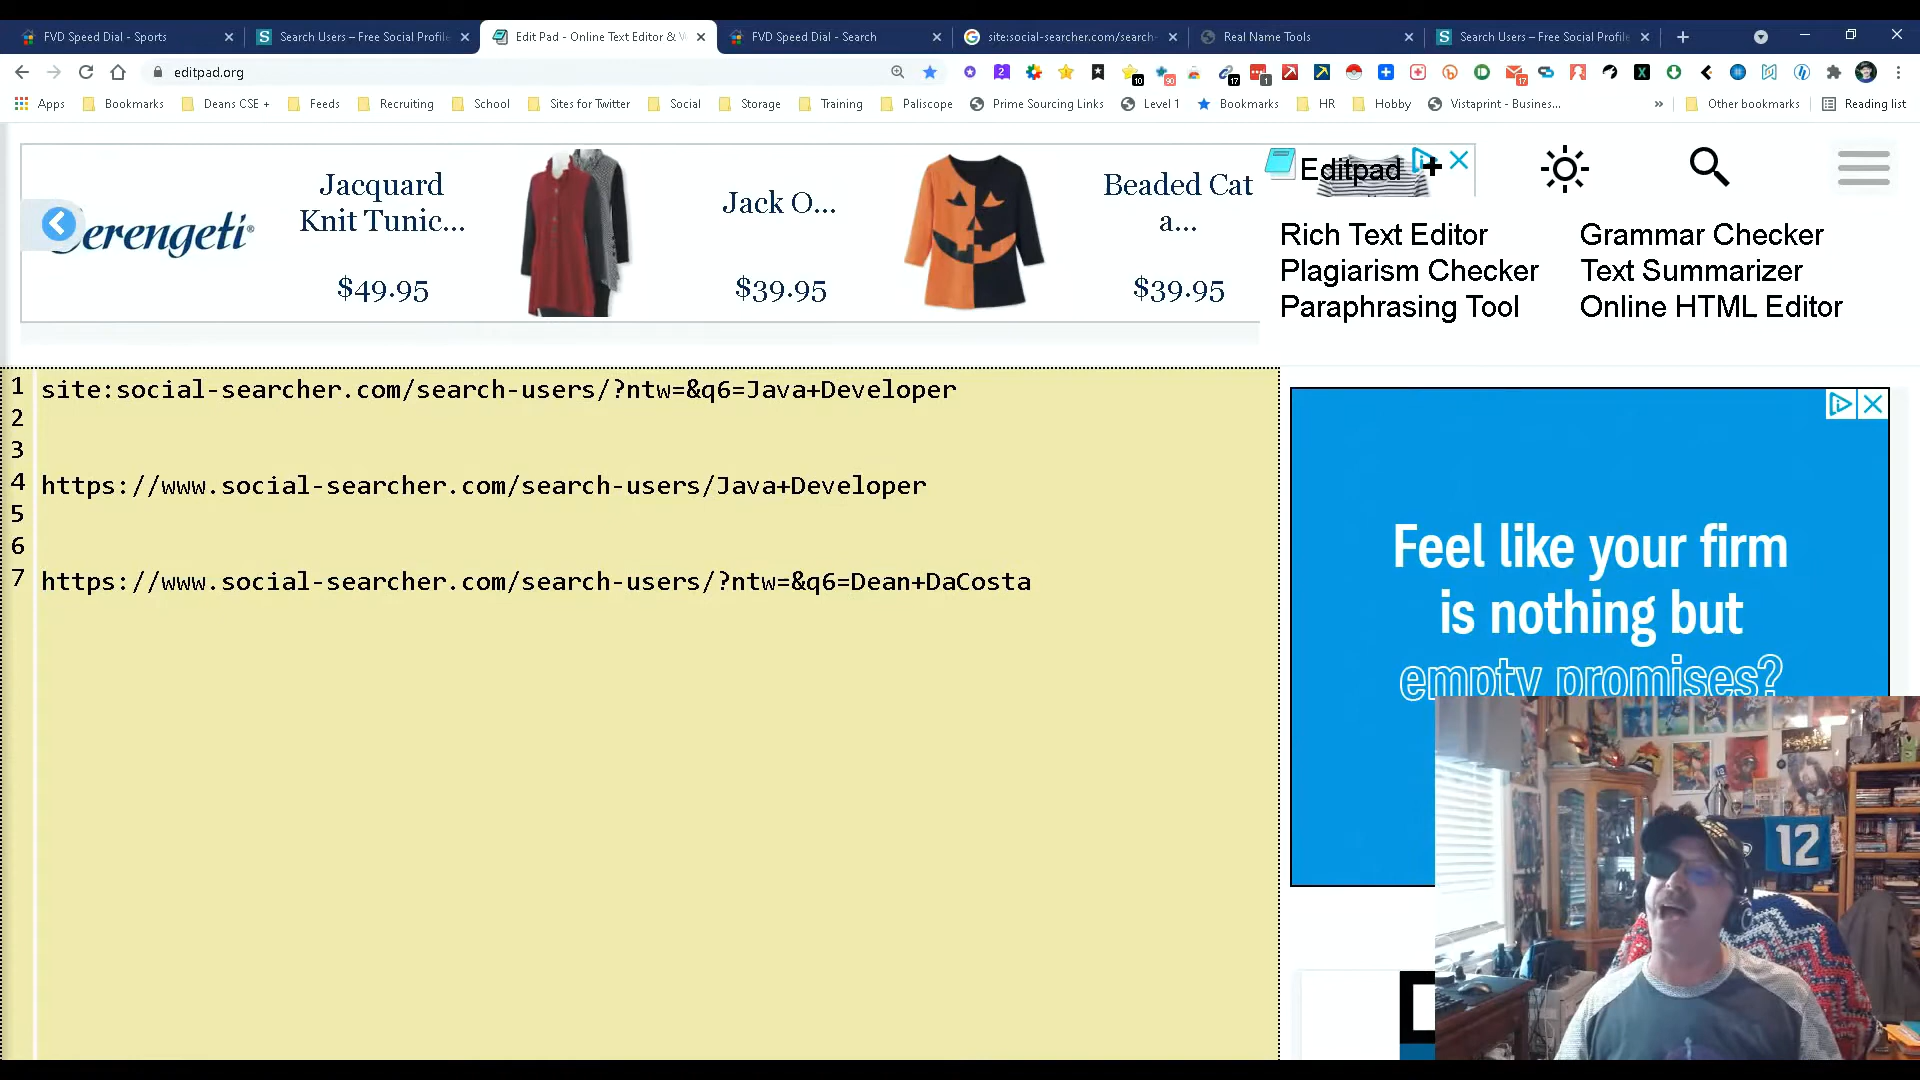 FVD Speed Dial - Sports
Search Users – Free Social Profile
Edit Pad - Online Text Editor &
FVD Speed Dial - Search
site:social-searcher.com/search-
Real Name Tools
Search Users – Free Social Profile
editpad.org
Apps
Bookmarks
Deans CSE +
Feeds
Recruiting
School
Sites for Twitter
Social
Storage
Training
Paliscope
Prime Sourcing Links
Level 1
Bookmarks
HR
Hobby
Vistaprint - Busines...
»
Other bookmarks
Reading list
Jacquard
Knit Tunic...
$49.95
Jack O...
$39.95
Beaded Cat
a...
$39.95
erengeti
Editpad
Rich Text Editor
Grammar Checker
Plagiarism Checker
Text Summarizer
Paraphrasing Tool
Online HTML Editor
1 site:social-searcher.com/search-users/?ntw=&q6=Java+Developer
2
3
4 https://www.social-searcher.com/search-users/Java+Developer
5
6
7 https://www.social-searcher.com/search-users/?ntw=&q6=Dean+DaCosta
Feel like your firm
is nothing but
empty promises?
12